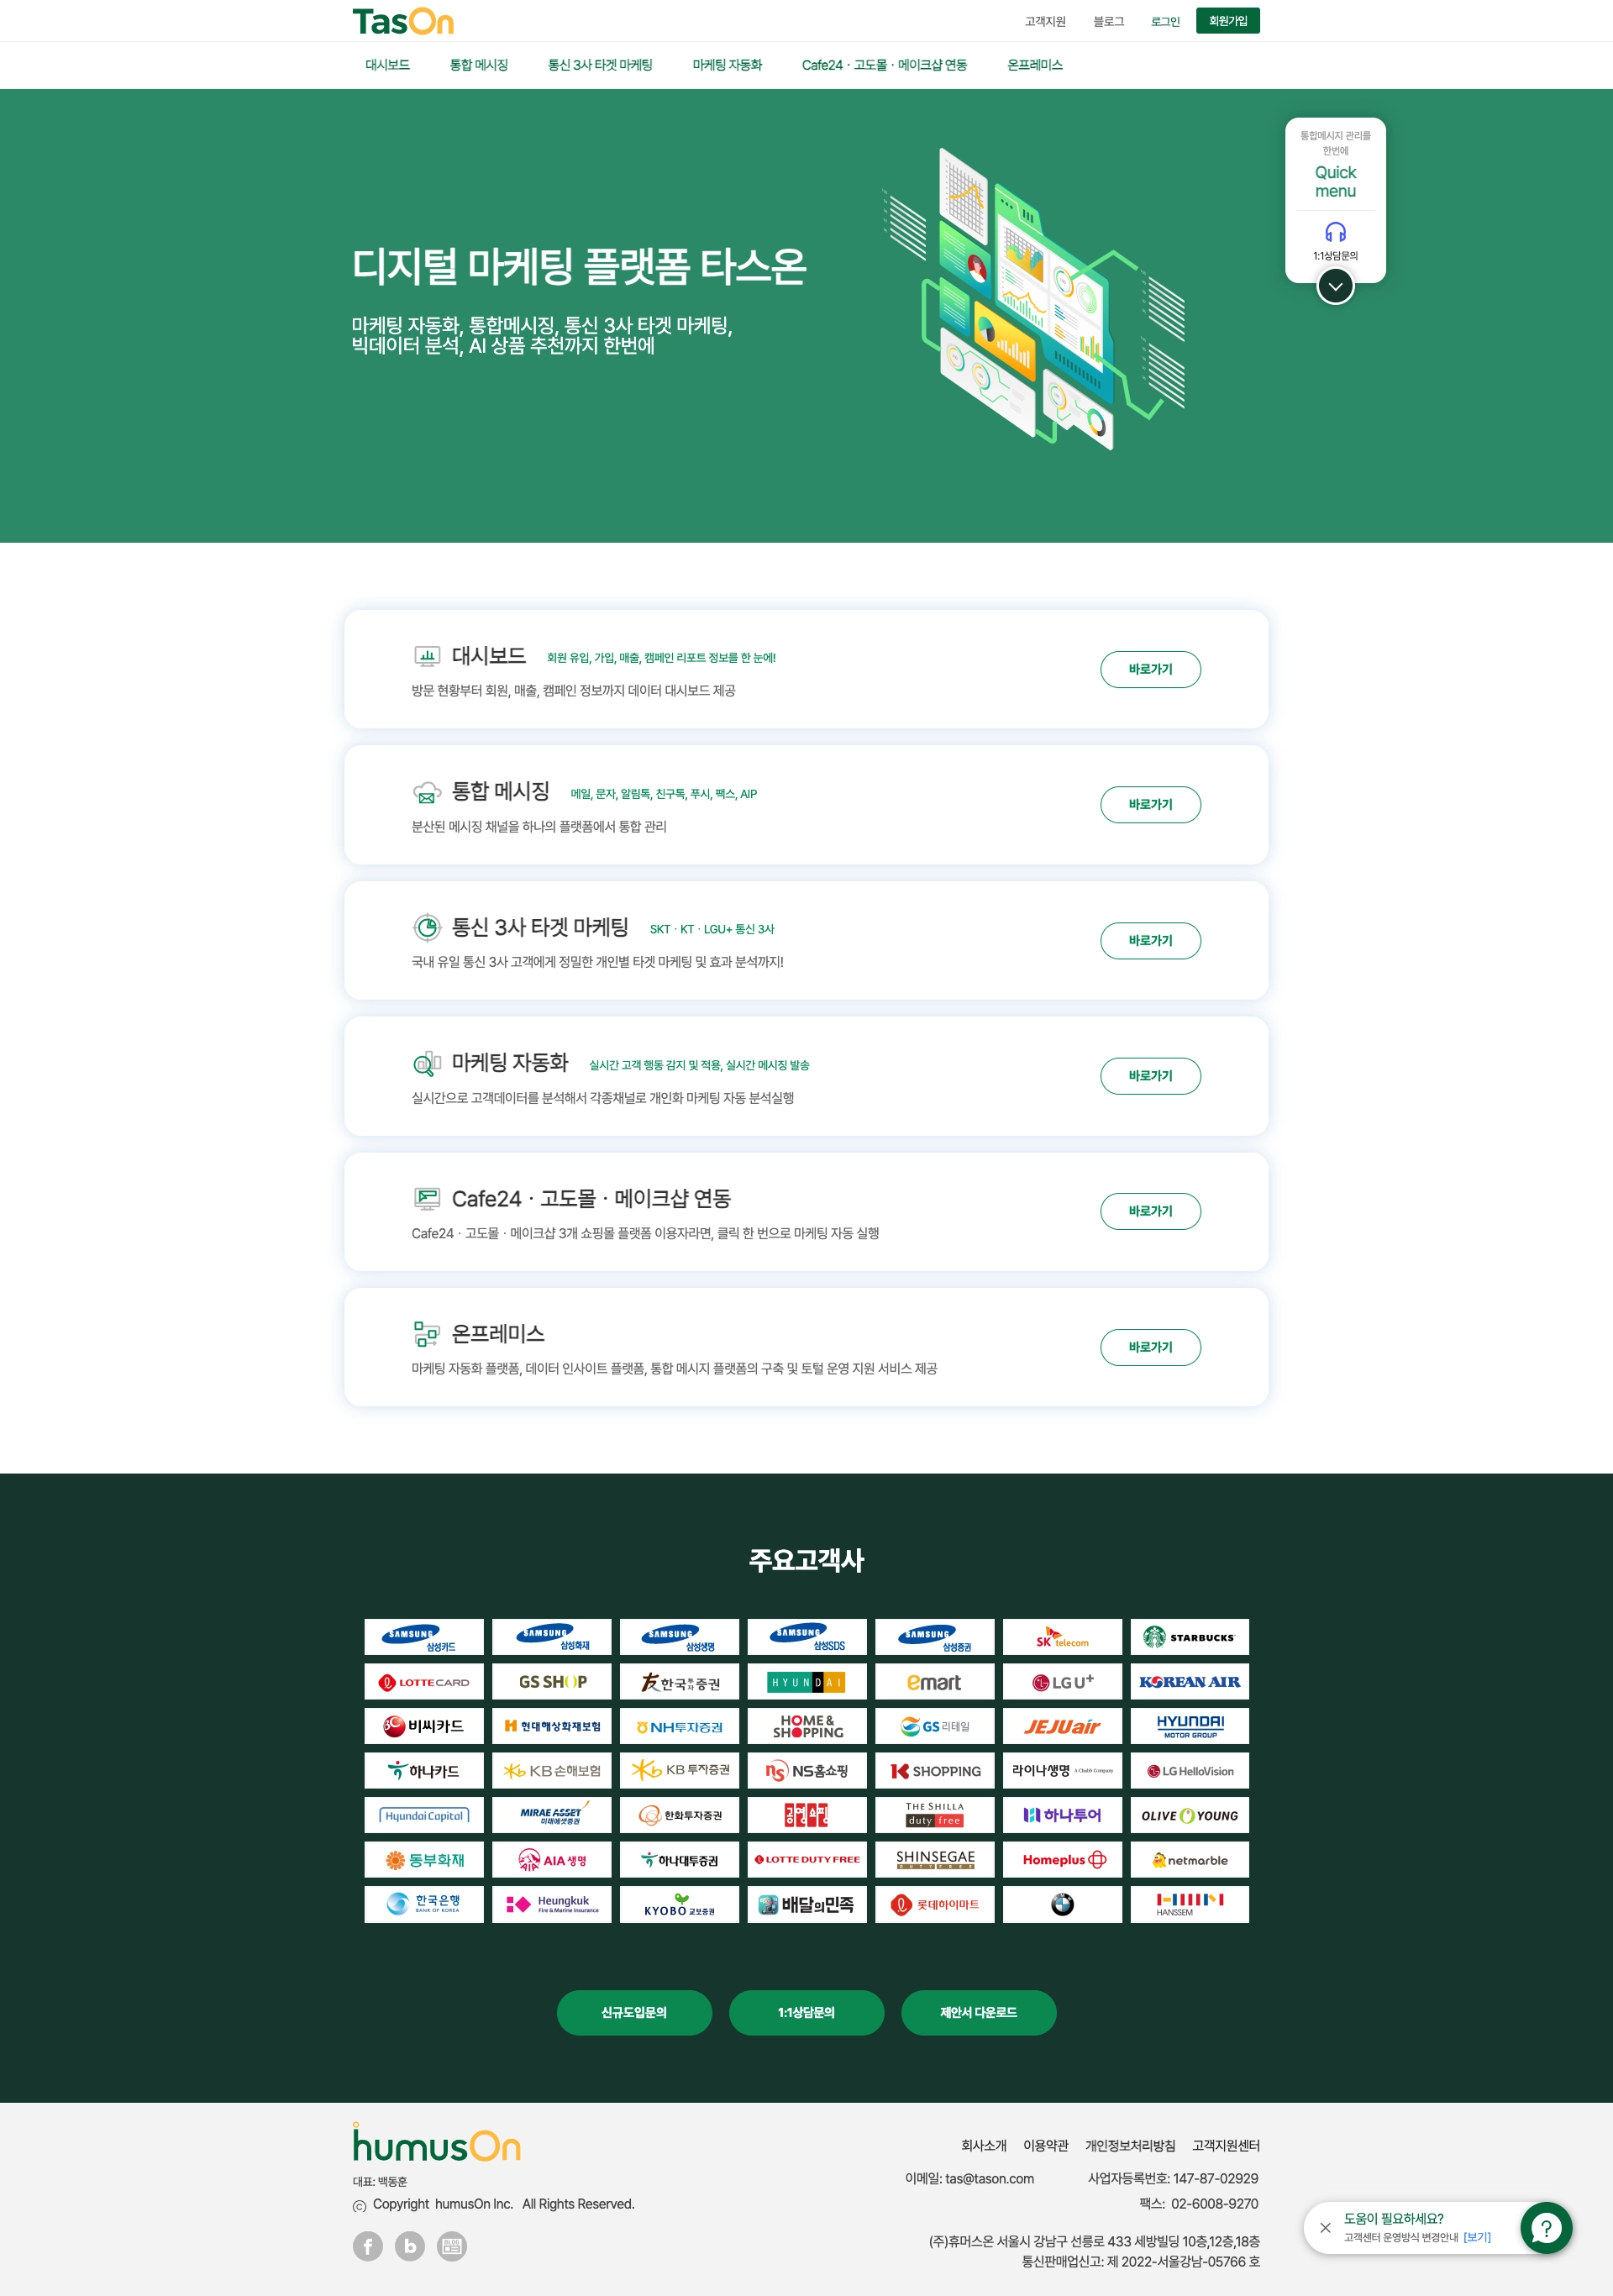 TasOn
고객지원 블로그 로그인 회원가입
대시보드 통합 메시징 통신 3사 타겟 마케팅 마케팅 자동화 Cafe24 · 고도몰 · 메이크샵 연동 온프레미스
통합메시지 관리를
한번에
Quick
menu
1:1상담문의
디지털 마케팅 플랫폼 타스온
마케팅 자동화, 통합메시징, 통신 3사 타겟 마케팅,
빅데이터 분석, AI 상품 추천까지 한번에
대시보드 회원 유입, 가입, 매출, 캠페인 리포트 정보를 한 눈에!
방문 현황부터 회원, 매출, 캠페인 정보까지 데이터 대시보드 제공
바로가기
통합 메시징 메일, 문자, 알림톡, 친구톡, 푸시, 팩스, AIP
분산된 메시징 채널을 하나의 플랫폼에서 통합 관리
바로가기
통신 3사 타겟 마케팅 SKT · KT · LGU+ 통신 3사
국내 유일 통신 3사 고객에게 정밀한 개인별 타겟 마케팅 및 효과 분석까지!
바로가기
마케팅 자동화 실시간 고객 행동 감지 및 적용, 실시간 메시징 발송
실시간으로 고객데이터를 분석해서 각종채널로 개인화 마케팅 자동 분석실행
바로가기
Cafe24 · 고도몰 · 메이크샵 연동
Cafe24 · 고도몰 · 메이크샵 3개 쇼핑몰 플랫폼 이용자라면, 클릭 한 번으로 마케팅 자동 실행
바로가기
온프레미스
마케팅 자동화 플랫폼, 데이터 인사이트 플랫폼, 통합 메시지 플랫폼의 구축 및 토털 운영 지원 서비스 제공
바로가기
주요고객사
SAMSUNG 삼성카드 SAMSUNG 삼성화재 SAMSUNG 삼성생명 SAMSUNG 삼성SDS SAMSUNG 삼성증권 SK telecom STARBUCKS
LOTTECARD GS SHOP 한국투자증권 HYUNDAI emart LG U+ KOREAN AIR
비씨카드 현대해상화재보험 NH투자증권 HOME & SHOPPING GS 리테일 JEJUair HYUNDAI MOTOR GROUP
하나카드 KB 손해보험 KB 투자증권 NS홈쇼핑 K SHOPPING 라이나생명 A Chubb Company LG HelloVision
Hyundai Capital MIRAE ASSET 미래에셋증권 한화투자증권 공영쇼핑 THE SHILLA duty free 하나투어 OLIVE YOUNG
동부화재 AIA 생명 하나대투증권 LOTTE DUTY FREE SHINSEGAE DUTY FREE Homeplus netmarble
한국은행 BANK OF KOREA Heungkuk Fire & Marine Insurance KYOBO 교보증권 배달의민족 롯데하이마트 BMW HANSSEM
신규도입문의 1:1상담문의 제안서 다운로드
humusOn
대표: 백동훈
© Copyright humusOn Inc. All Rights Reserved.
회사소개 이용약관 개인정보처리방침 고객지원센터
이메일: tas@tason.com 사업자등록번호: 147-87-02929
팩스: 02-6008-9270
(주)휴머스온 서울시 강남구 선릉로 433 세방빌딩 10층,12층,18층
통신판매업신고: 제 2022-서울강남-05766 호
도움이 필요하세요?
고객센터 운영방식 변경안내 [보기]